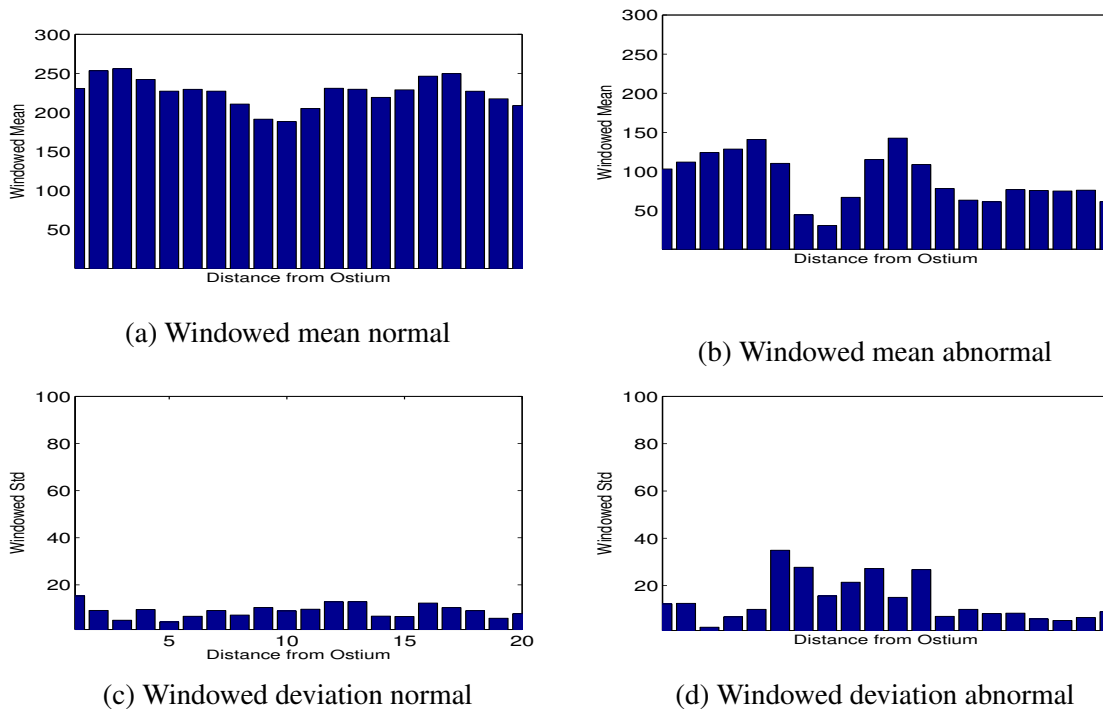 300
250
200
150
100
50
Windowed Mean
Distance from Ostium
(a) Windowed mean normal
300
250
200
150
100
50
Windowed Mean
Distance from Ostium
(b) Windowed mean abnormal
100
80
60
40
20
Windowed Std
5 10 15 20
Distance from Ostium
(c) Windowed deviation normal
100
80
60
40
20
Windowed Std
Distance from Ostium
(d) Windowed deviation abnormal